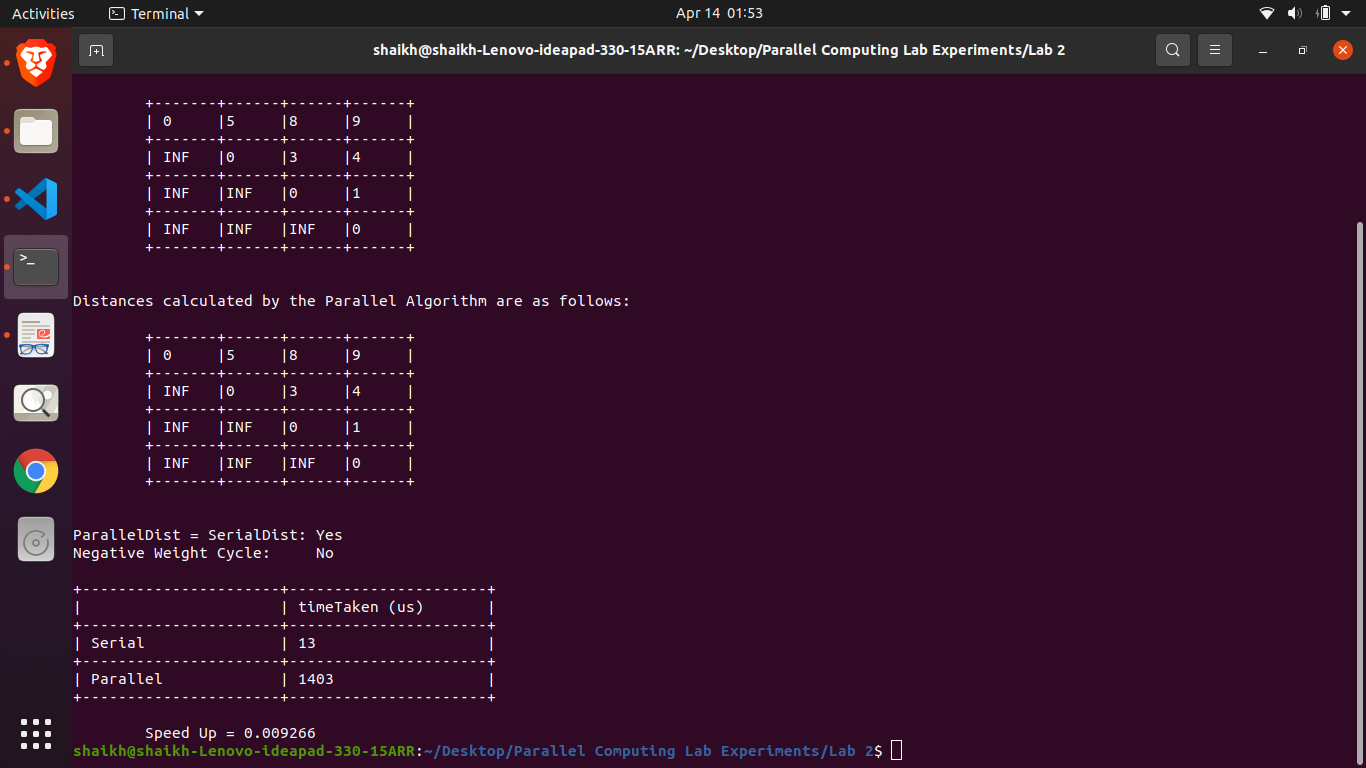 Activities Terminal Apr 14 01:53
shaikh@shaikh-Lenovo-ideapad-330-15ARR: ~/Desktop/Parallel Computing Lab Experiments/Lab 2
+-------+------+------+------+
| 0     |5     |8     |9     |
+-------+------+------+------+
| INF   |0     |3     |4     |
+-------+------+------+------+
| INF   |INF   |0     |1     |
+-------+------+------+------+
| INF   |INF   |INF   |0     |
+-------+------+------+------+
Distances calculated by the Parallel Algorithm are as follows:
+-------+------+------+------+
| 0     |5     |8     |9     |
+-------+------+------+------+
| INF   |0     |3     |4     |
+-------+------+------+------+
| INF   |INF   |0     |1     |
+-------+------+------+------+
| INF   |INF   |INF   |0     |
+-------+------+------+------+
ParallelDist = SerialDist: Yes
Negative Weight Cycle:     No
+----------------------+----------------------+
|                      | timeTaken (us)       |
+----------------------+----------------------+
| Serial               | 13                   |
+----------------------+----------------------+
| Parallel             | 1403                 |
+----------------------+----------------------+
Speed Up = 0.009266
shaikh@shaikh-Lenovo-ideapad-330-15ARR:~/Desktop/Parallel Computing Lab Experiments/Lab 2$